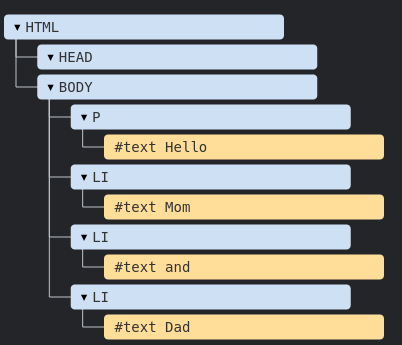 ▼ HTML
▼ HEAD
▼ BODY
▼ P
#text Hello
▼ LI
#text Mom
▼ LI
#text and
▼ LI
#text Dad